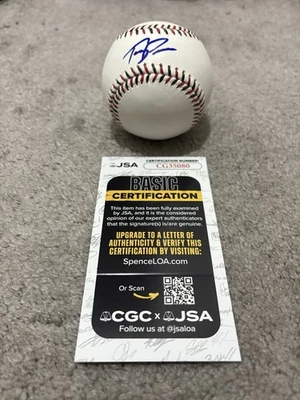 JSA
CERTIFICATION NUMBER
CG35080
BASIC
CERTIFICATION
This item has been fully examined
by JSA, and it is the considered
opinion of our expert authenticators
that the signature(s) is/are genuine.
UPGRADE TO A LETTER OF
AUTHENTICITY & VERIFY THIS
CERTIFICATION BY VISITING:
SpenceLOA.com
Or Scan
CGC x JSA
Follow us at @jsaloa